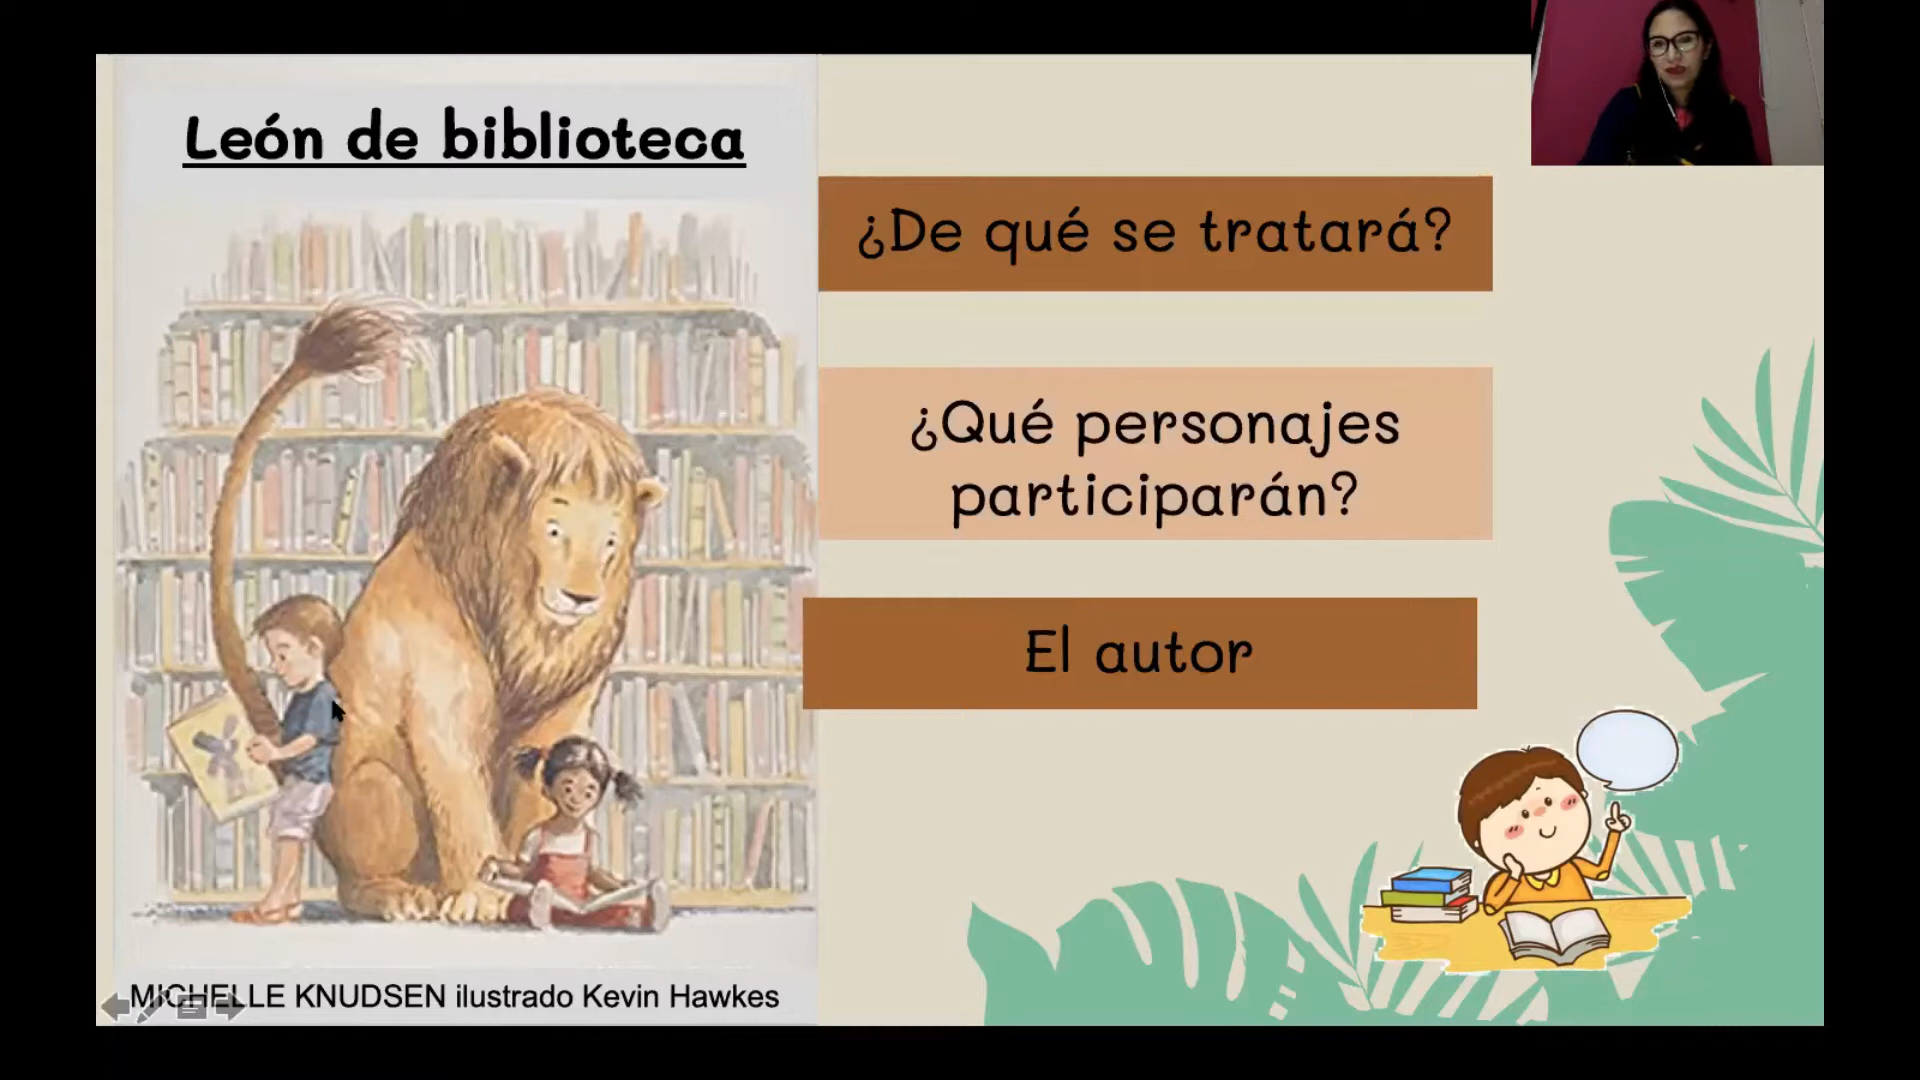 León de biblioteca
¿De qué se tratará?
¿Qué personajes
participarán?
El autor
MICHELLE KNUDSEN ilustrado Kevin Hawkes